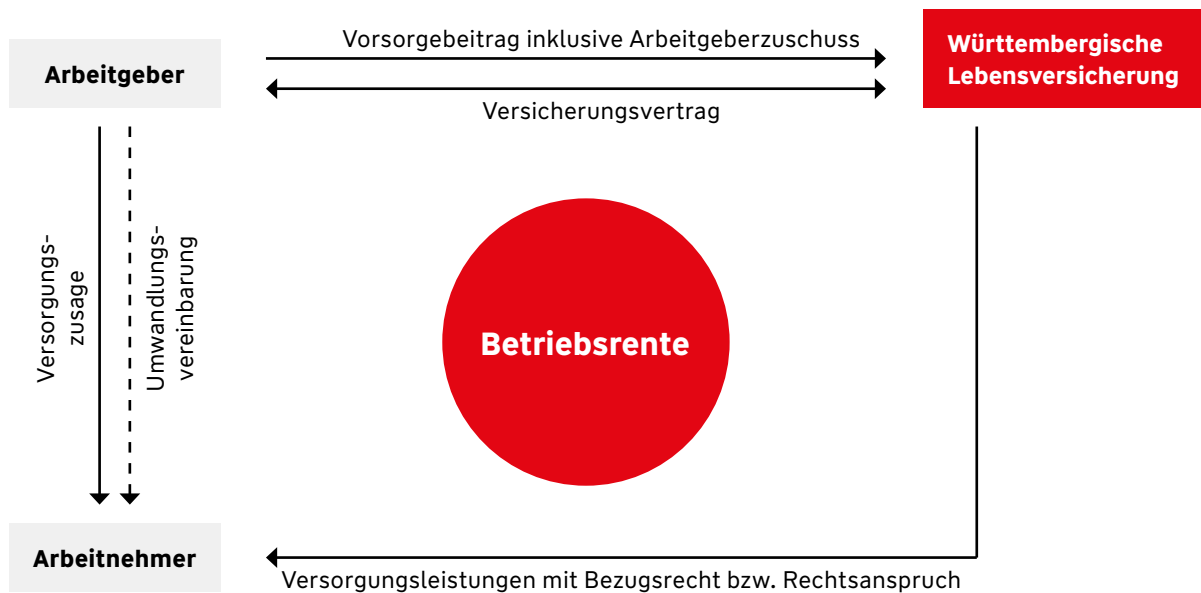 Vorsorgebeitrag inklusive Arbeitgeberzuschuss
Arbeitgeber
Württembergische
Lebensversicherung
Versicherungsvertrag
Versorgungs-
zusage
Umwandlungs-
vereinbarung
Betriebsrente
Arbeitnehmer
Versorgungsleistungen mit Bezugsrecht bzw. Rechtsanspruch